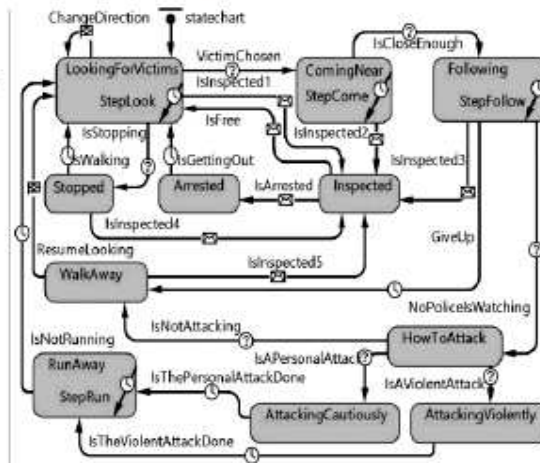 ChangeDirection
statechart
IsCloseEnough
VictimChosen
LookingForVictims
ComingNear
Following
IsInspected1
StepLook
StepCome
StepFollow
IsFree
IsStopping
IsInspected2
IsWalking
IsGettingOut
IsInspected3
Stopped
Arrested
IsArrested
Inspected
IsInspected4
GiveUp
ResumeLooking
IsInspected5
WalkAway
NoPoliceIsWatching
IsNotAttacking
IsNotRunning
HowToAttack
RunAway
IsAPersonalAttack
IsThePersonalAttackDone
IsAViolentAttack
StepRun
AttackingCautiously
AttackingViolently
IsTheViolentAttackDone